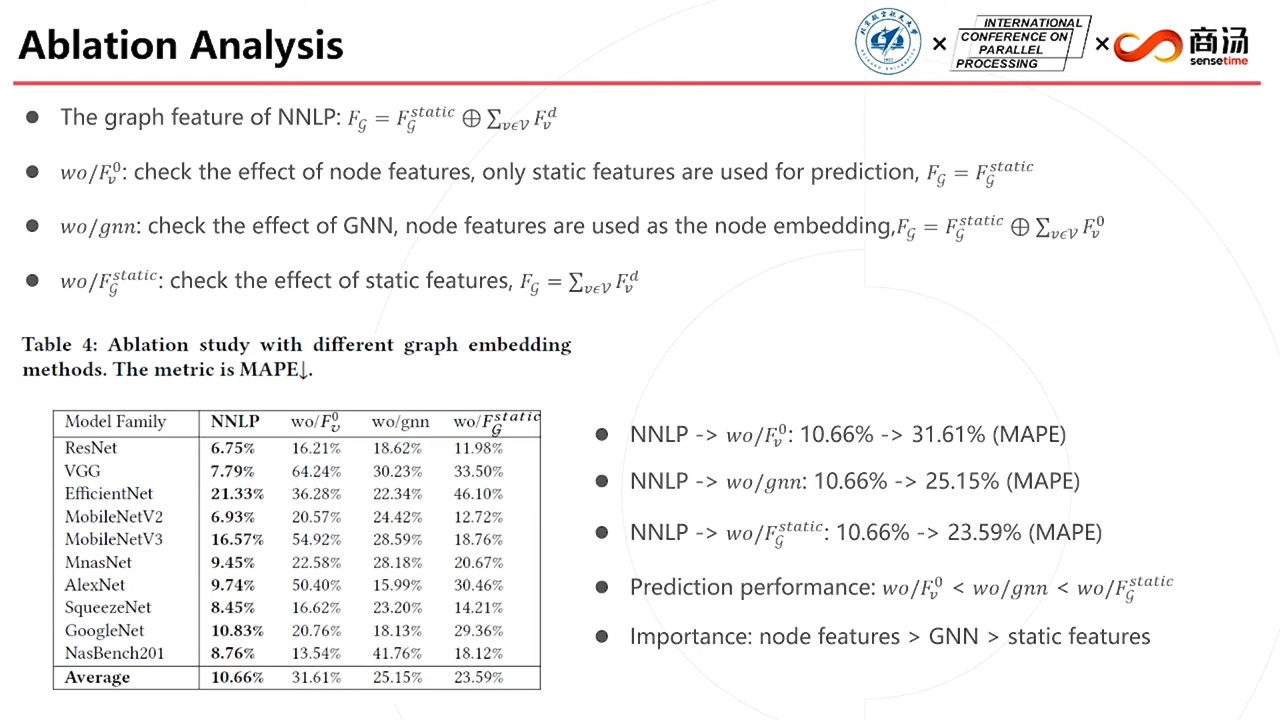 Ablation Analysis
INTERNATIONAL
CONFERENCE ON
PARALLEL
PROCESSING
× ×
商汤
sensetime
● The graph feature of NNLP: F_𝒢 = F_𝒢^static ⊕ ∑_{v∈𝒱} F_v^d
● wo/F_v^0: check the effect of node features, only static features are used for prediction, F_𝒢 = F_𝒢^static
● wo/gnn: check the effect of GNN, node features are used as the node embedding,F_𝒢 = F_𝒢^static ⊕ ∑_{v∈𝒱} F_v^0
● wo/F_𝒢^static: check the effect of static features, F_𝒢 = ∑_{v∈𝒱} F_v^d
Table 4: Ablation study with different graph embedding
methods. The metric is MAPE↓.
Model Family NNLP wo/F_v^0 wo/gnn wo/F_𝒢^static
ResNet 6.75% 16.21% 18.62% 11.98%
VGG 7.79% 64.24% 30.23% 33.50%
EfficientNet 21.33% 36.28% 22.34% 46.10%
MobileNetV2 6.93% 20.57% 24.42% 12.72%
MobileNetV3 16.57% 54.92% 28.59% 18.76%
MnasNet 9.45% 22.58% 28.18% 20.67%
AlexNet 9.74% 50.40% 15.99% 30.46%
SqueezeNet 8.45% 16.62% 23.20% 14.21%
GoogleNet 10.83% 20.76% 18.13% 29.36%
NasBench201 8.76% 13.54% 41.76% 18.12%
Average 10.66% 31.61% 25.15% 23.59%
● NNLP -> wo/F_v^0: 10.66% -> 31.61% (MAPE)
● NNLP -> wo/gnn: 10.66% -> 25.15% (MAPE)
● NNLP -> wo/F_𝒢^static: 10.66% -> 23.59% (MAPE)
● Prediction performance: wo/F_v^0 < wo/gnn < wo/F_𝒢^static
● Importance: node features > GNN > static features